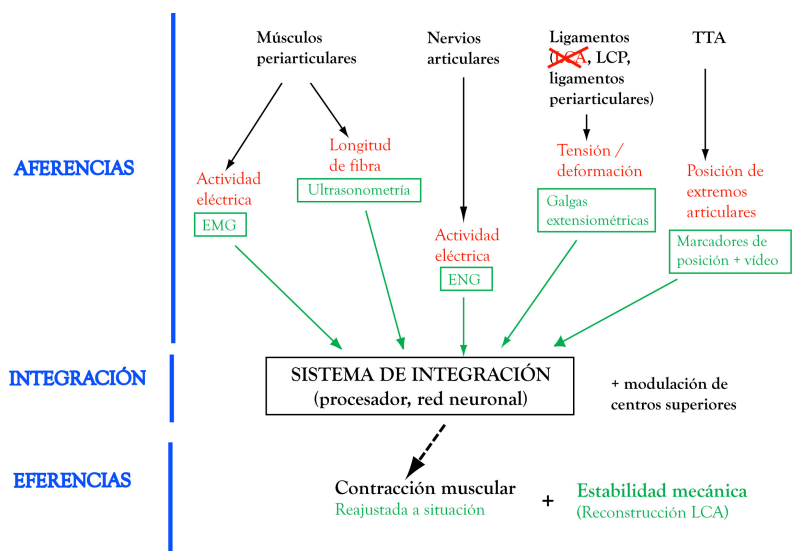 Músculos
periarticulares
Nervios
articulares
Ligamentos
(LCA, LCP,
ligamentos
periarticulares)
TTA
AFERENCIAS
Actividad
eléctrica
EMG
Longitud
de fibra
Ultrasonometría
Actividad
eléctrica
ENG
Tensión /
deformación
Galgas
extensiométricas
Posición de
extremos
articulares
Marcadores de
posición + vídeo
INTEGRACIÓN
SISTEMA DE INTEGRACIÓN
(procesador, red neuronal)
+ modulación de
centros superiores
EFERENCIAS
Contracción muscular
Reajustada a situación
+
Estabilidad mecánica
(Reconstrucción LCA)